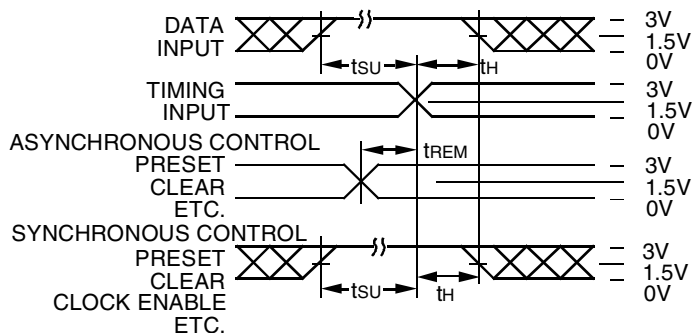 DATA
INPUT
3V
1.5V
0V
tSU
tH
TIMING
INPUT
3V
1.5V
0V
ASYNCHRONOUS CONTROL
tREM
PRESET
CLEAR
ETC.
3V
1.5V
0V
SYNCHRONOUS CONTROL
PRESET
CLEAR
CLOCK ENABLE
ETC.
3V
1.5V
0V
tSU
tH